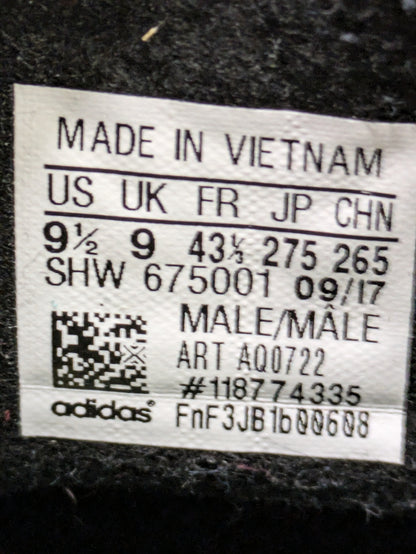 MADE IN VIETNAM
US UK FR JP CHN
9½ 9 43⅓ 275 265
SHW 675001 09/17
MALE/MÂLE
ART AQ0722
#118774335
adidas® FnF3JB1b00608